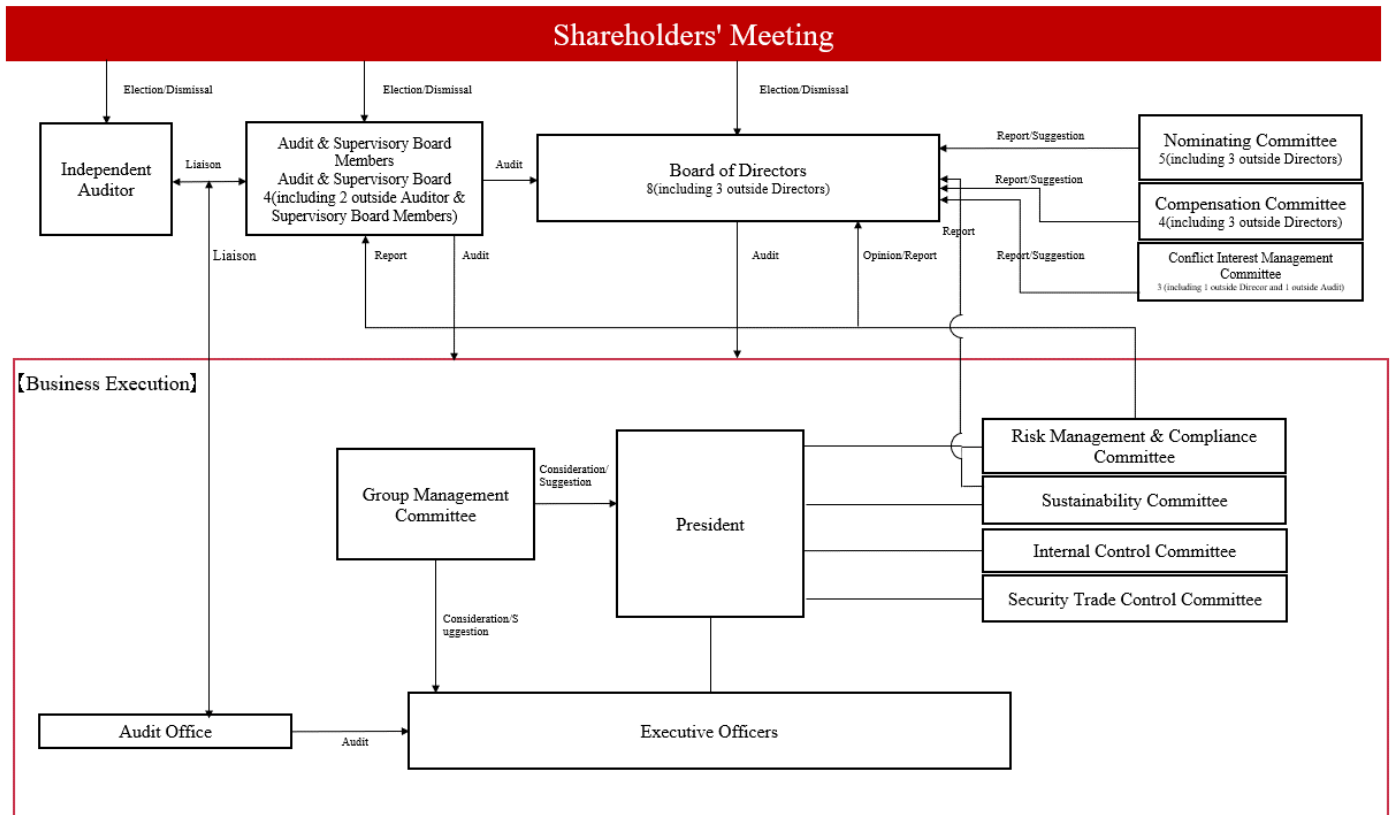 Shareholders' Meeting
Election/Dismissal
Election/Dismissal
Election/Dismissal
Independent
Auditor
Liaison
Audit & Supervisory Board
Members
Audit & Supervisory Board
4(including 2 outside Auditor &
Supervisory Board Members)
Audit
Board of Directors
8(including 3 outside Directors)
Report/Suggestion
Nominating Committee
5(including 3 outside Directors)
Report/Suggestion
Compensation Committee
4(including 3 outside Directors)
Report
Liaison
Report
Audit
Audit
Opinion/Report
Report/Suggestion
Conflict Interest Management
Committee
3 (including 1 outside Direcor and 1 outside Audit)
【Business Execution】
Group Management
Committee
Consideration/
Suggestion
President
Risk Management & Compliance
Committee
Sustainability Committee
Internal Control Committee
Security Trade Control Committee
Consideration/S
uggestion
Audit Office
Audit
Executive Officers